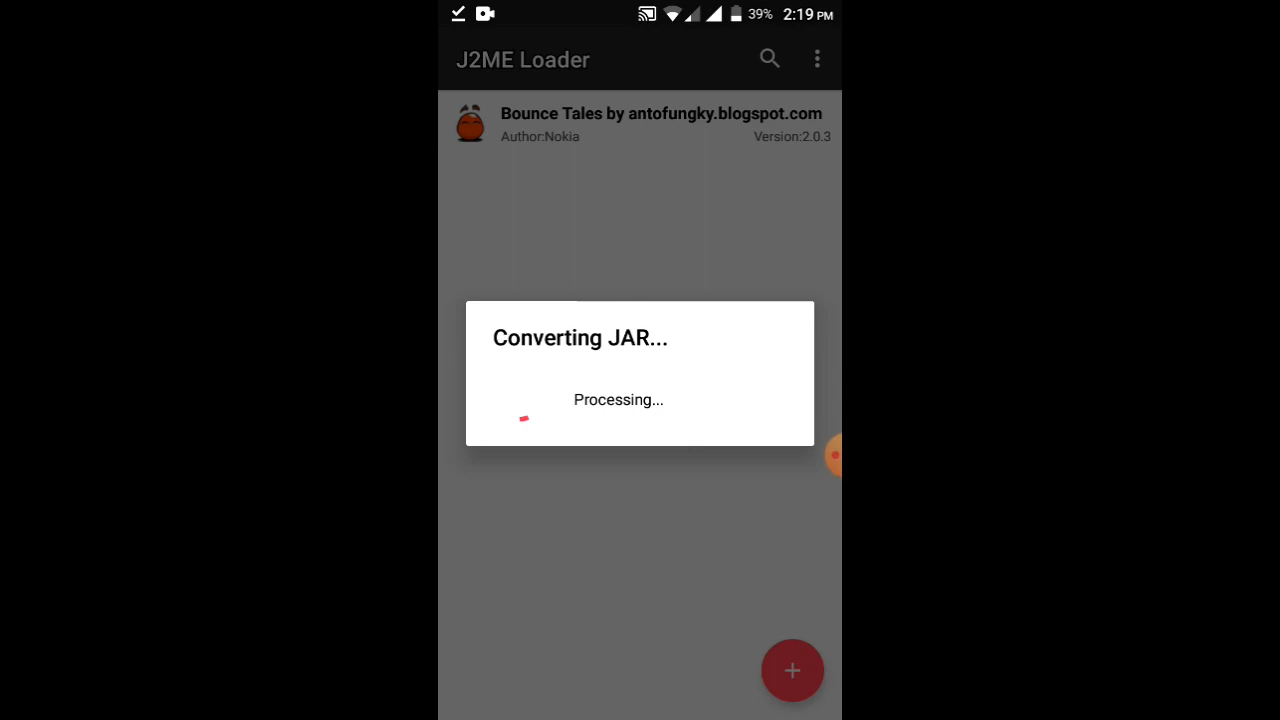 39% 2:19 PM
J2ME Loader
Bounce Tales by antofungky.blogspot.com
Author:Nokia Version:2.0.3
Converting JAR...
Processing...
+